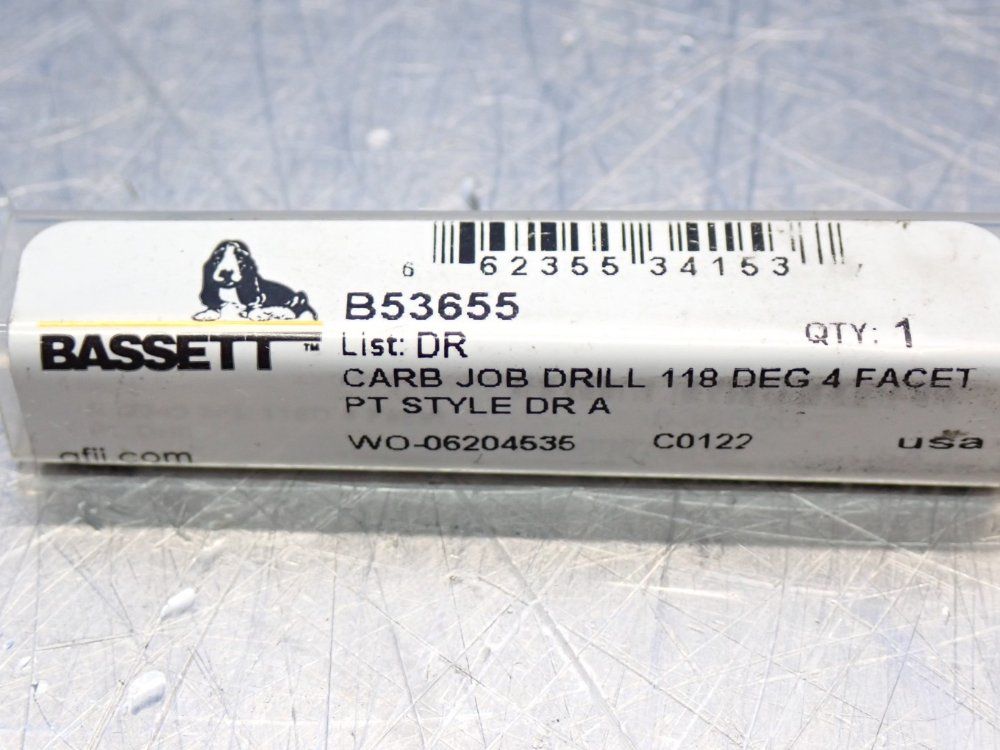 6 62355 34153 7
B53655
BASSETT™
List: DR
QTY: 1
CARB JOB DRILL 118 DEG 4 FACET
PT STYLE DR A
WO-06204535 C0122 usa
gfii.com